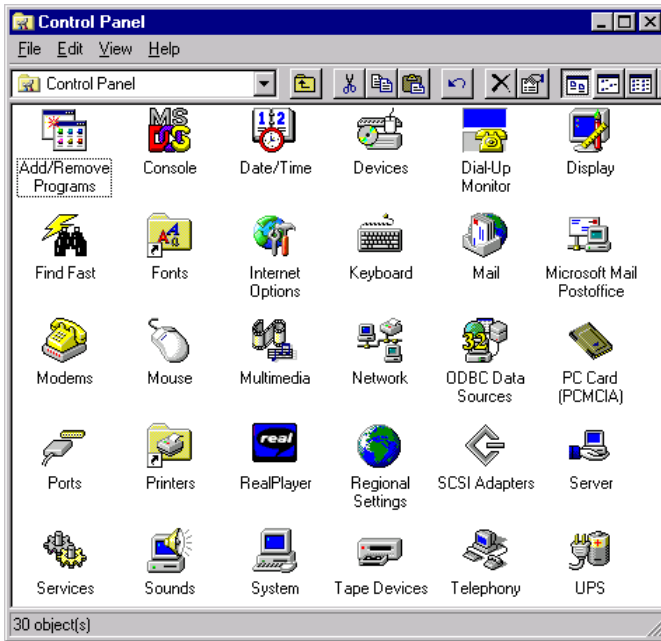 Control Panel
File Edit View Help
Control Panel
MS
DOS
1 2
Add/Remove
Programs
Console
Date/Time
Devices
Dial-Up
Monitor
Display
Find Fast
Fonts
Internet
Options
Keyboard
Mail
Microsoft Mail
Postoffice
32
Modems
Mouse
Multimedia
Network
ODBC Data
Sources
PC Card
(PCMCIA)
real
Ports
Printers
RealPlayer
Regional
Settings
SCSI Adapters
Server
Services
Sounds
System
Tape Devices
Telephony
UPS
30 object(s)